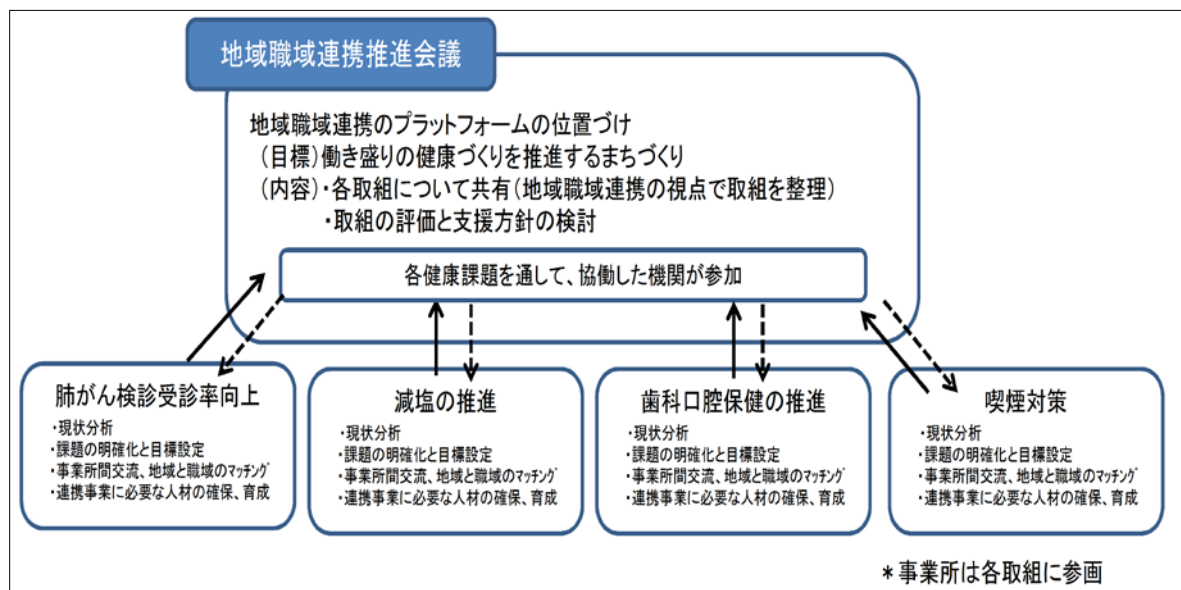 地域職域連携推進会議
地域職域連携のプラットフォームの位置づけ
(目標)働き盛りの健康づくりを推進するまちづくり
(内容)・各取組について共有(地域職域連携の視点で取組を整理)
・取組の評価と支援方針の検討
各健康課題を通して、協働した機関が参加
肺がん検診受診率向上
・現状分析
・課題の明確化と目標設定
・事業所間交流、地域と職域のマッチング
・連携事業に必要な人材の確保、育成
減塩の推進
・現状分析
・課題の明確化と目標設定
・事業所間交流、地域と職域のマッチング
・連携事業に必要な人材の確保、育成
歯科口腔保健の推進
・現状分析
・課題の明確化と目標設定
・事業所間交流、地域と職域のマッチング
・連携事業に必要な人材の確保、育成
喫煙対策
・現状分析
・課題の明確化と目標設定
・事業所間交流、地域と職域のマッチング
・連携事業に必要な人材の確保、育成
*事業所は各取組に参画